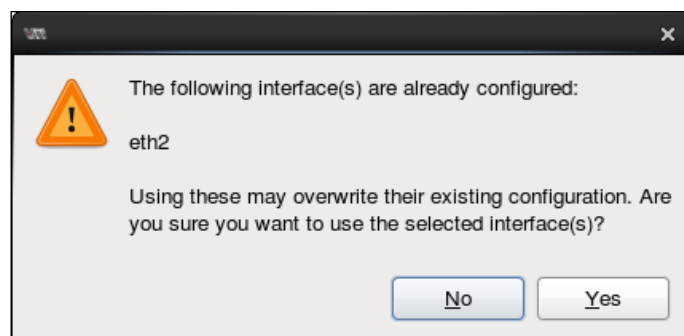 The following interface(s) are already configured:
eth2
Using these may overwrite their existing configuration. Are
you sure you want to use the selected interface(s)?
No
Yes